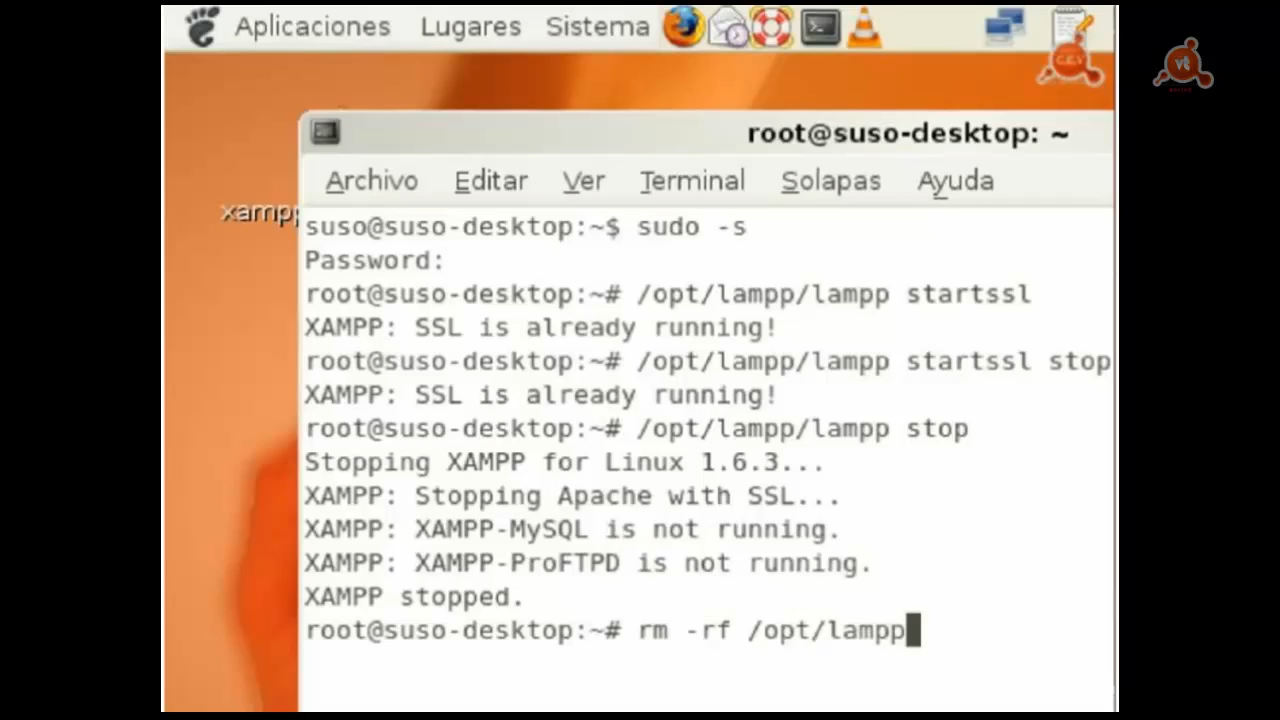 Aplicaciones Lugares Sistema
C.E.V
vt
root@suso-desktop: ~
Archivo Editar Ver Terminal Solapas Ayuda
xampp
suso@suso-desktop:~$ sudo -s
Password:
root@suso-desktop:~# /opt/lampp/lampp startssl
XAMPP: SSL is already running!
root@suso-desktop:~# /opt/lampp/lampp startssl stop
XAMPP: SSL is already running!
root@suso-desktop:~# /opt/lampp/lampp stop
Stopping XAMPP for Linux 1.6.3...
XAMPP: Stopping Apache with SSL...
XAMPP: XAMPP-MySQL is not running.
XAMPP: XAMPP-ProFTPD is not running.
XAMPP stopped.
root@suso-desktop:~# rm -rf /opt/lampp